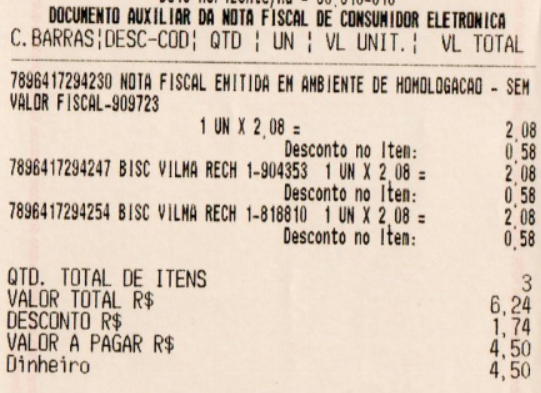 DOCUMENTO AUXILIAR DA NOTA FISCAL DE CONSUMIDOR ELETRONICA
C.BARRAS¦DESC-COD¦ QTD ¦ UN ¦ VL UNIT.¦ VL TOTAL
7896417294230 NOTA FISCAL EMITIDA EM AMBIENTE DE HOMOLOGACAO - SEM
VALOR FISCAL-909723
1 UN X 2,08 = 2,08
Desconto no Item: 0,58
7896417294247 BISC VILMA RECH 1-904353 1 UN X 2,08 = 2,08
Desconto no Item: 0,58
7896417294254 BISC VILMA RECH 1-818810 1 UN X 2,08 = 2,08
Desconto no Item: 0,58
QTD. TOTAL DE ITENS 3
VALOR TOTAL R$ 6,24
DESCONTO R$ 1,74
VALOR A PAGAR R$ 4,50
Dinheiro 4,50